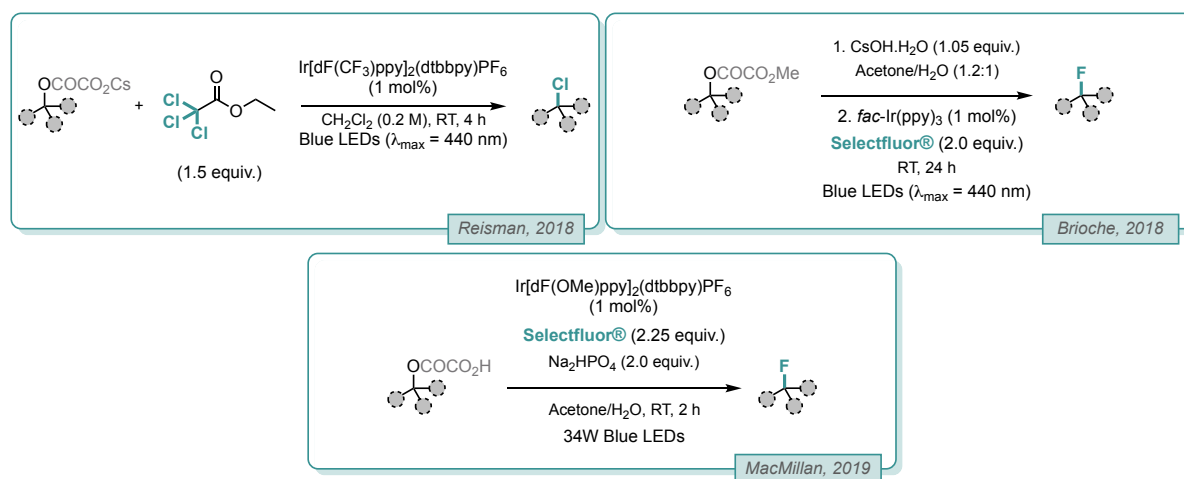 OCOCO₂Cs
+
Cl
Cl
Cl
O
O
(1.5 equiv.)
Ir[dF(CF₃)ppy]₂(dtbbpy)PF₆
(1 mol%)
CH₂Cl₂ (0.2 M), RT, 4 h
Blue LEDs (λmax = 440 nm)
Cl
Reisman, 2018
OCOCO₂Me
1. CsOH.H₂O (1.05 equiv.)
Acetone/H₂O (1.2:1)
2. fac-Ir(ppy)₃ (1 mol%)
Selectfluor® (2.0 equiv.)
RT, 24 h
Blue LEDs (λmax = 440 nm)
F
Brioche, 2018
OCOCO₂H
Ir[dF(OMe)ppy]₂(dtbbpy)PF₆
(1 mol%)
Selectfluor® (2.25 equiv.)
Na₂HPO₄ (2.0 equiv.)
Acetone/H₂O, RT, 2 h
34W Blue LEDs
F
MacMillan, 2019